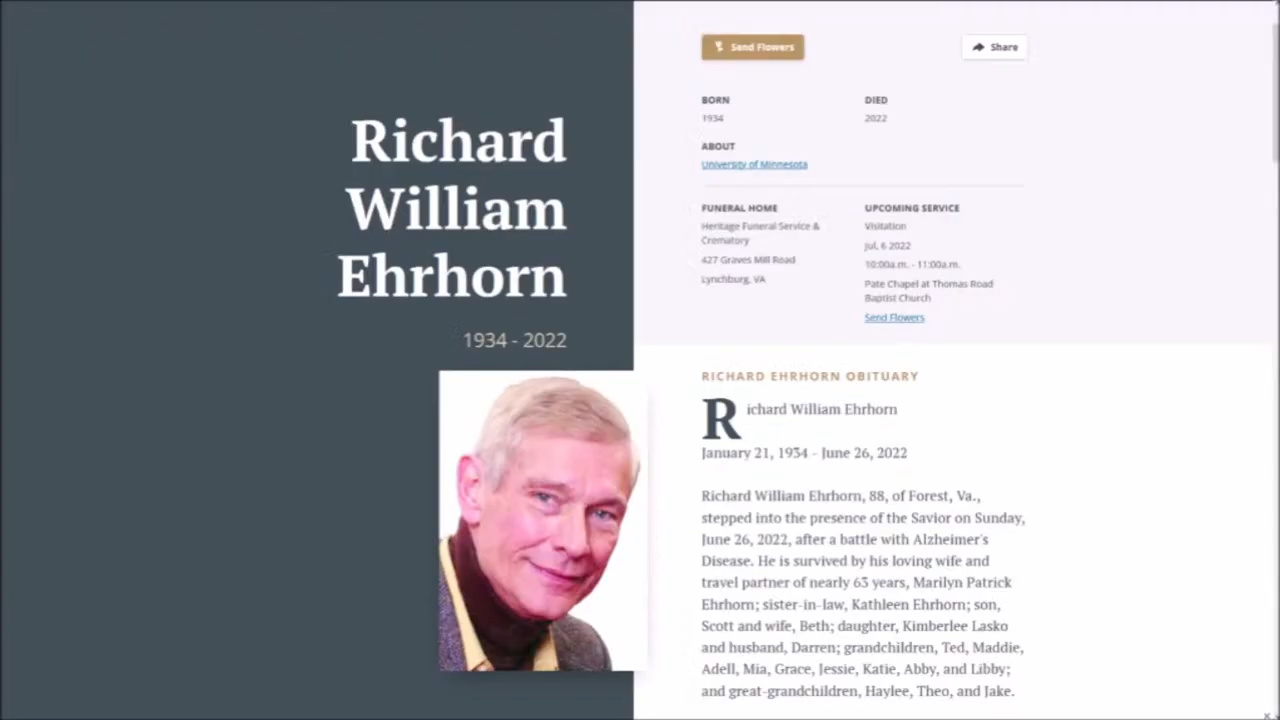 Richard
William
Ehrhorn
1934 - 2022
Send Flowers
Share
BORN
1934
DIED
2022
ABOUT
University of Minnesota
FUNERAL HOME
Heritage Funeral Service &
Crematory
427 Graves Mill Road
Lynchburg, VA
UPCOMING SERVICE
Visitation
Jul, 6 2022
10:00a.m. - 11:00a.m.
Pate Chapel at Thomas Road
Baptist Church
Send Flowers
RICHARD EHRHORN OBITUARY
Richard William Ehrhorn
January 21, 1934 - June 26, 2022
Richard William Ehrhorn, 88, of Forest, Va.,
stepped into the presence of the Savior on Sunday,
June 26, 2022, after a battle with Alzheimer's
Disease. He is survived by his loving wife and
travel partner of nearly 63 years, Marilyn Patrick
Ehrhorn; sister-in-law, Kathleen Ehrhorn; son,
Scott and wife, Beth; daughter, Kimberlee Lasko
and husband, Darren; grandchildren, Ted, Maddie,
Adell, Mia, Grace, Jessie, Katie, Abby, and Libby;
and great-grandchildren, Haylee, Theo, and Jake.